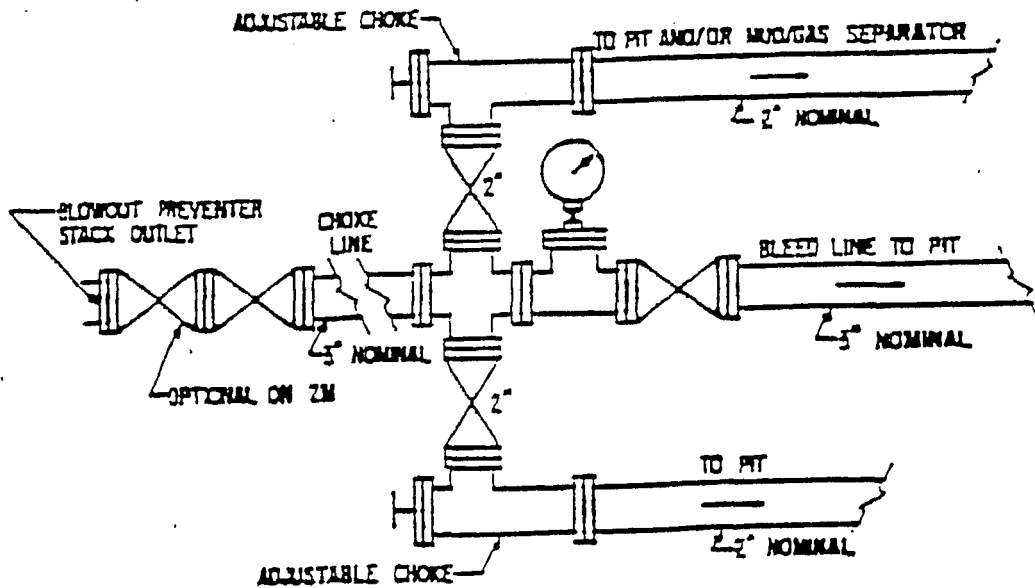 ADJUSTABLE CHOKE
TO PIT AND/OR MUD/GAS SEPARATOR
2" NOMINAL
2"
BLOWOUT PREVENTER
STACK OUTLET
CHOKE
LINE
BLEED LINE TO PIT
3" NOMINAL
3" NOMINAL
OPTIONAL ON 2M
2"
TO PIT
2" NOMINAL
ADJUSTABLE CHOKE